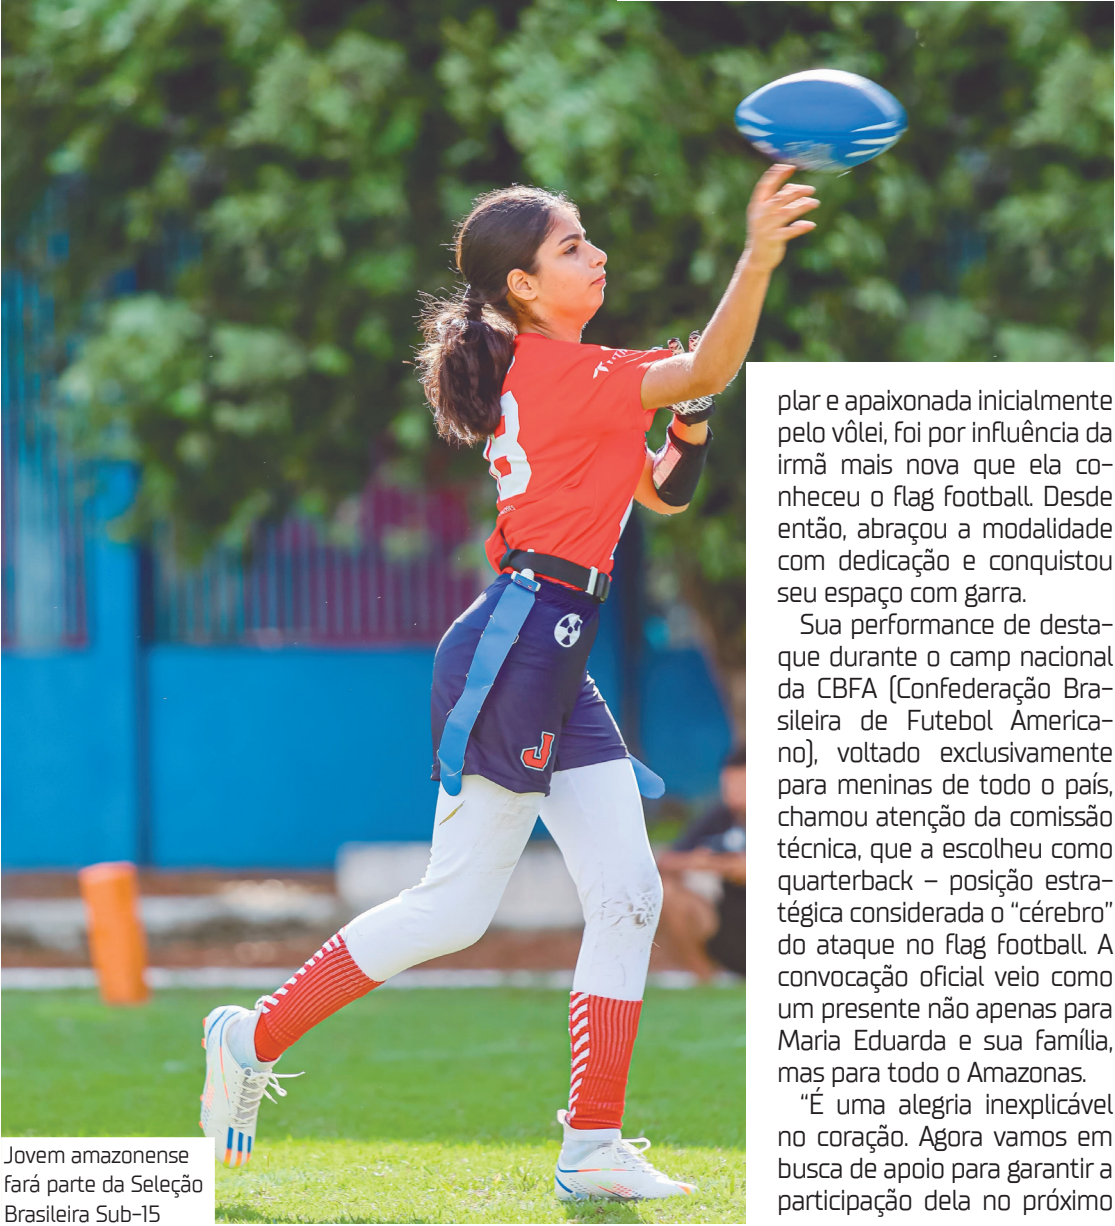 plar e apaixonada inicialmente
pelo vôlei, foi por influência da
irmã mais nova que ela co-
nheceu o flag football. Desde
então, abraçou a modalidade
com dedicação e conquistou
seu espaço com garra.
Sua performance de desta-
que durante o camp nacional
da CBFA (Confederação Bra-
sileira de Futebol America-
no), voltado exclusivamente
para meninas de todo o país,
chamou atenção da comissão
técnica, que a escolheu como
quarterback – posição estra-
tégica considerada o “cérebro”
do ataque no flag football. A
convocação oficial veio como
um presente não apenas para
Maria Eduarda e sua família,
mas para todo o Amazonas.
“É uma alegria inexplicável
no coração. Agora vamos em
busca de apoio para garantir a
participação dela no próximo
J
Jovem amazonense
fará parte da Seleção
Brasileira Sub-15